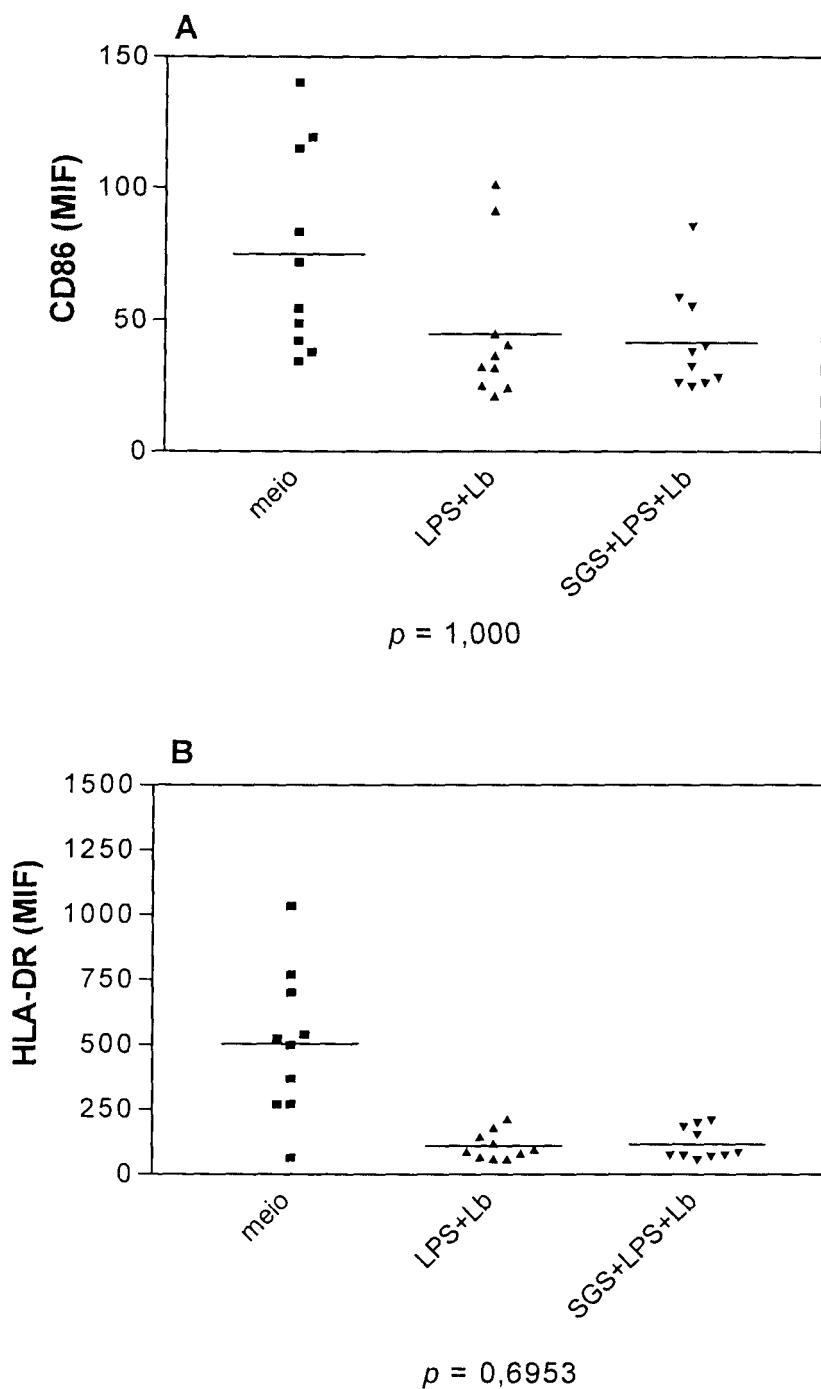 A
150
100
50
0
CD86 (MIF)
meio
LPS+Lb
SGS+LPS+Lb
p = 1,000
B
1500
1250
1000
750
500
250
0
HLA-DR (MIF)
meio
LPS+Lb
SGS+LPS+Lb
p = 0,6953